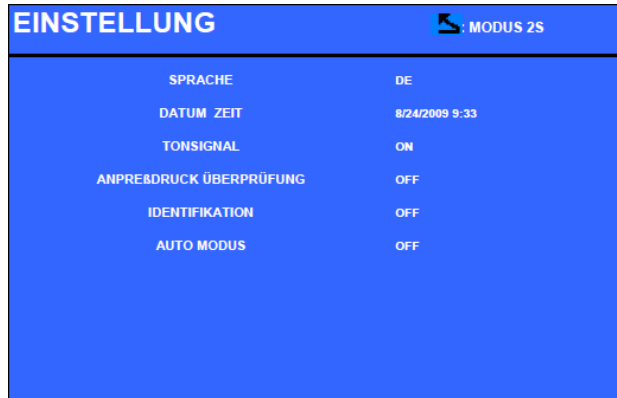 EINSTELLUNG : MODUS 2S
SPRACHE DE
DATUM ZEIT 8/24/2009 9:33
TONSIGNAL ON
ANPREßDRUCK ÜBERPRÜFUNG OFF
IDENTIFIKATION OFF
AUTO MODUS OFF